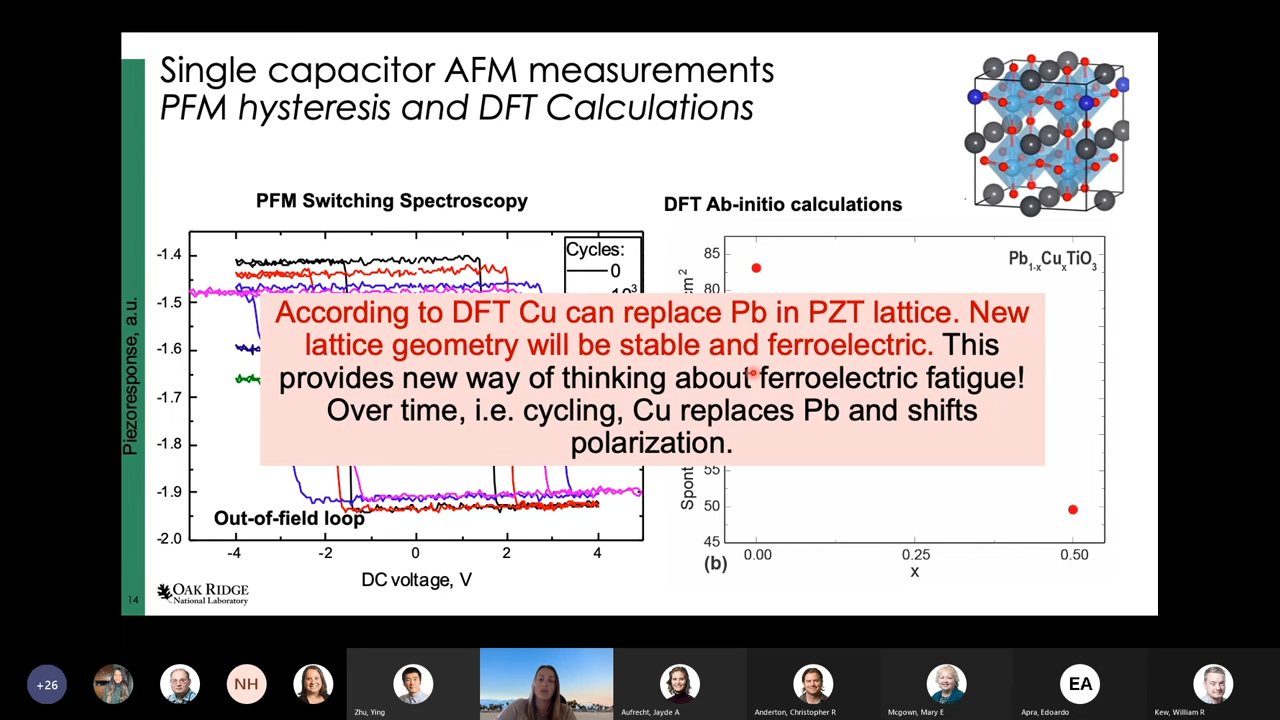 Single capacitor AFM measurements
PFM hysteresis and DFT Calculations
PFM Switching Spectroscopy
DFT Ab-initio calculations
Cycles:
0
-1.4
-1.5
-1.6
-1.7
-1.8
-1.9
-2.0
Piezoresponse, a.u.
Out-of-field loop
-4
-2
0
2
4
DC voltage, V
According to DFT Cu can replace Pb in PZT lattice. New
lattice geometry will be stable and ferroelectric. This
provides new way of thinking about ferroelectric fatigue!
Over time, i.e. cycling, Cu replaces Pb and shifts
polarization.
Pb1-xCuxTiO3
85
80
55
50
45
Spont
cm2
(b)
0.00
0.25
0.50
x
14
OAK RIDGE
National Laboratory
+26
NH
Zhu, Ying
Aufrecht, Jayde A
Anderton, Christopher R
Mcgown, Mary E
EA
Apra, Edoardo
Kew, William R